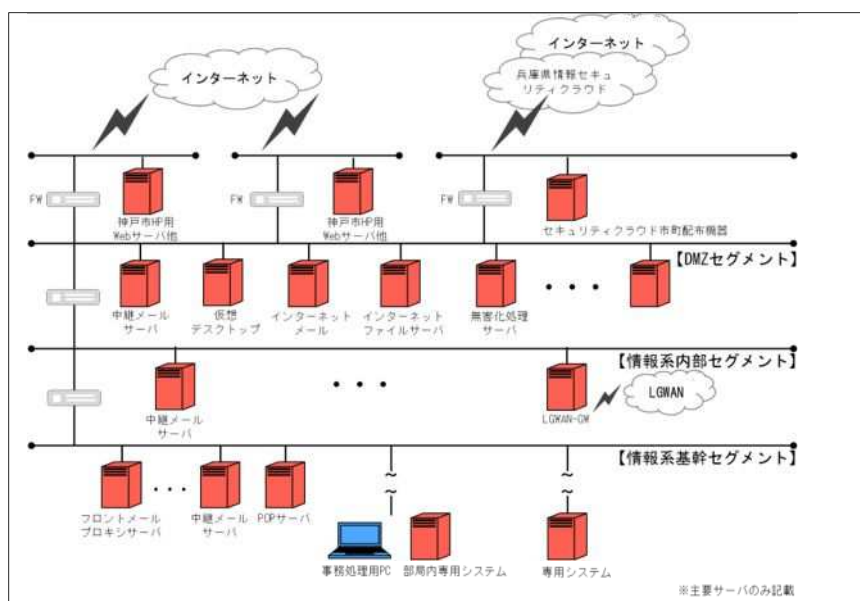 インターネット
インターネット
兵庫県情報セキュ
リティクラウド
FW
神戸市HP用
Webサーバ他
FW
神戸市HP用
Webサーバ他
FW
セキュリティクラウド市町配布機器
【DMZセグメント】
中継メール
サーバ
仮想
デスクトップ
インターネット
メール
インターネット
ファイルサーバ
無害化処理
サーバ
・・・
【情報系内部セグメント】
中継メール
サーバ
・・・
LGWAN-GW
LGWAN
【情報系基幹セグメント】
フロントメール
プロキシサーバ
・・・
中継メール
サーバ
POPサーバ
事務処理用PC
部局内専用システム
専用システム
※主要サーバのみ記載